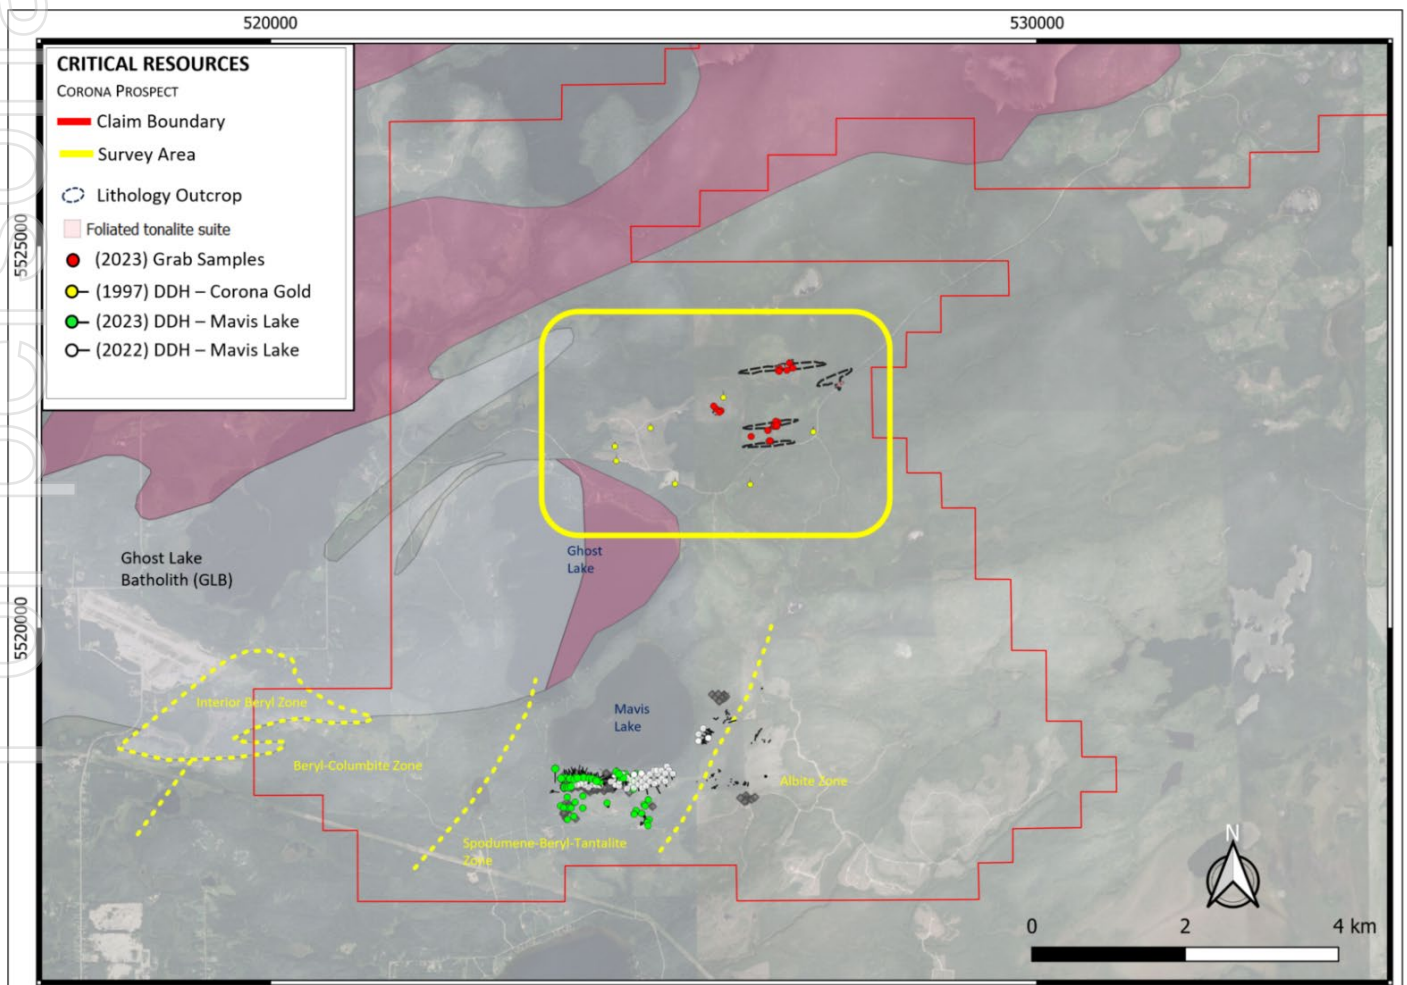 520000
530000
CRITICAL RESOURCES
CORONA PROSPECT
Claim Boundary
Survey Area
Lithology Outcrop
Foliated tonalite suite
(2023) Grab Samples
(1997) DDH – Corona Gold
(2023) DDH – Mavis Lake
(2022) DDH – Mavis Lake
5525000
5520000
Ghost Lake
Batholith (GLB)
Ghost
Lake
Interior Beryl Zone
Mavis
Lake
Beryl-Columbite Zone
Albite Zone
Spodumene-Beryl-Tantalite
Zone
N
0 2 4 km